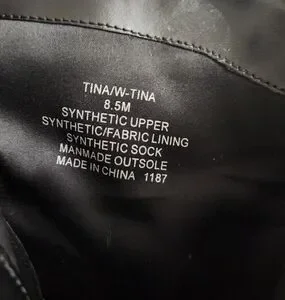 TINA/W-TINA
8.5M
SYNTHETIC UPPER
SYNTHETIC/FABRIC LINING
SYNTHETIC SOCK
MANMADE OUTSOLE
MADE IN CHINA 1187